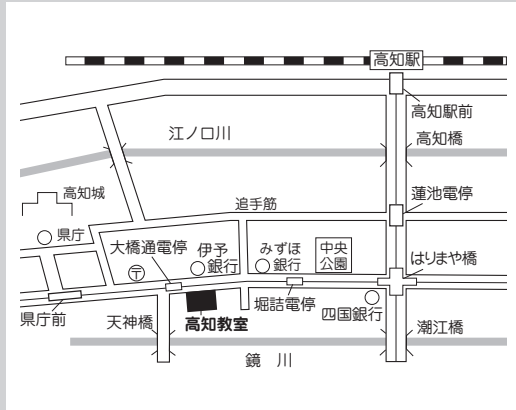 高知駅
高知駅前
江ノ口川
高知橋
高知城
追手筋
蓮池電停
県庁
大橋通電停
伊予
銀行
みずほ
銀行
中央
公園
はりまや橋
〒
県庁前
天神橋
高知教室
堀詰電停
四国銀行
潮江橋
鏡 川